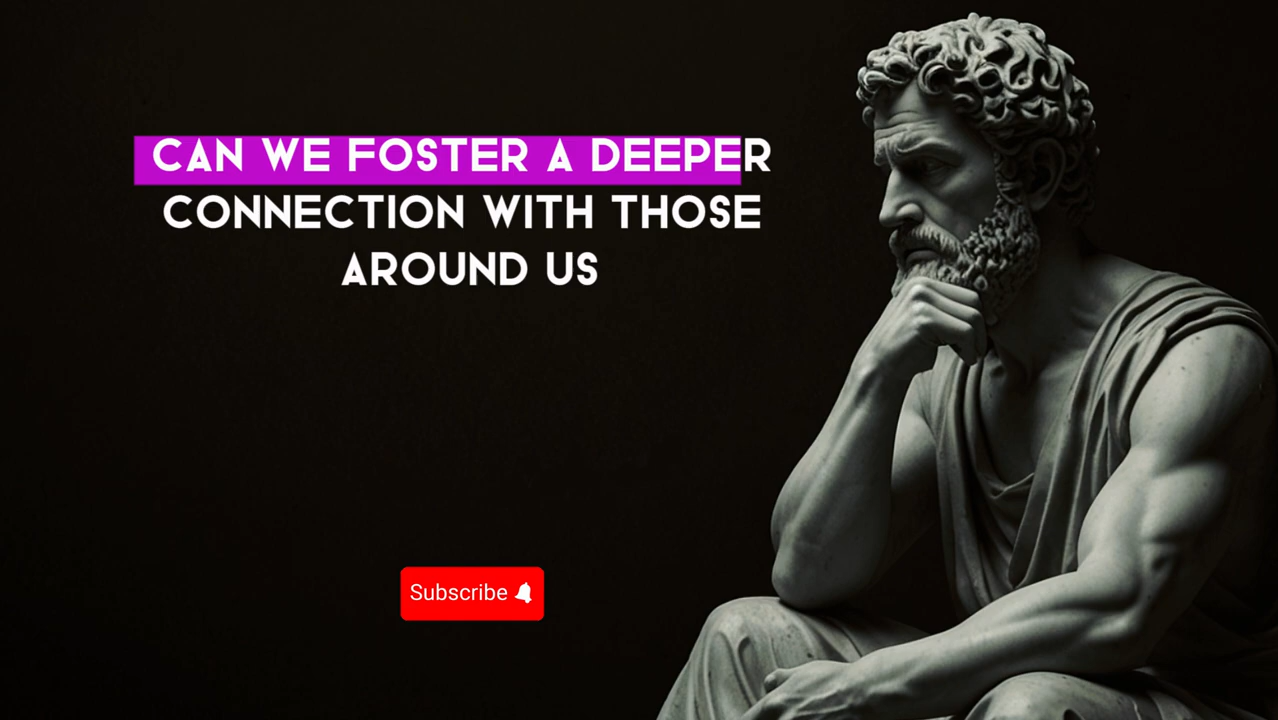 CAN WE FOSTER A DEEPER
CONNECTION WITH THOSE
AROUND US
Subscribe